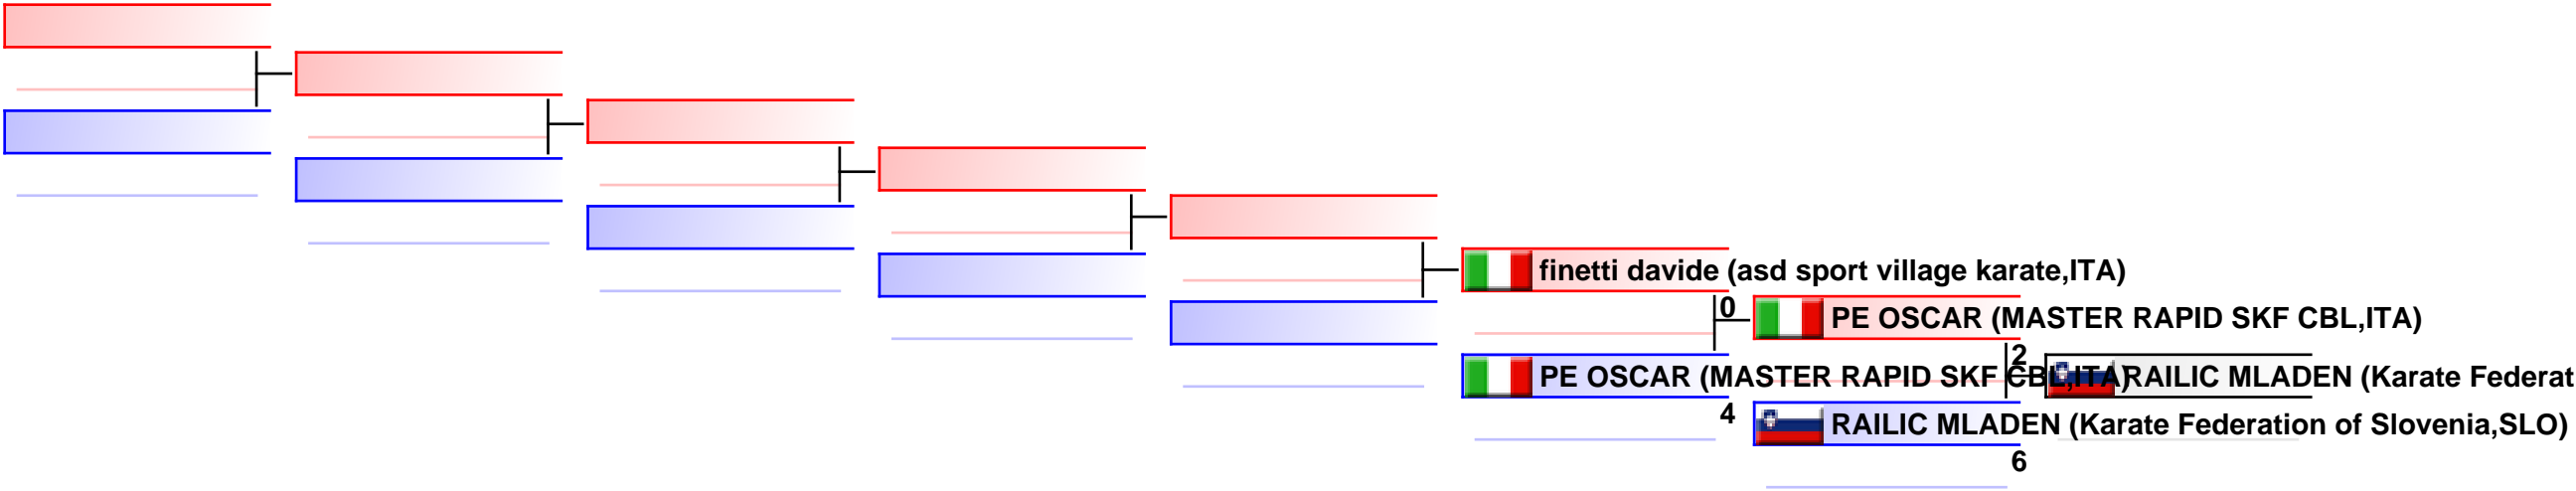 finetti davide (asd sport village karate,ITA)
0
PE OSCAR (MASTER RAPID SKF CBL,ITA)
2
PE OSCAR (MASTER RAPID SKF CBL,ITA)
RAILIC MLADEN (Karate Federat
4
RAILIC MLADEN (Karate Federation of Slovenia,SLO)
6